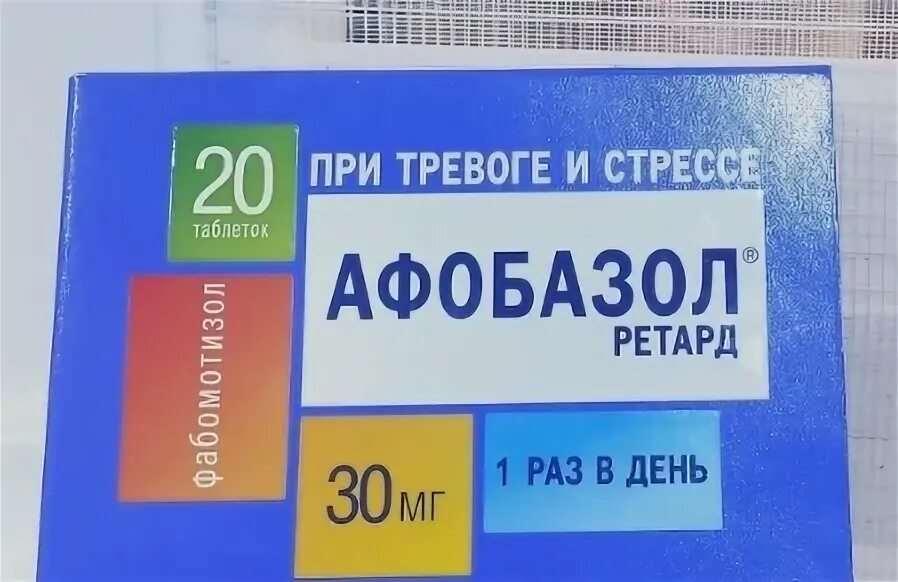 20
таблеток
ПРИ ТРЕВОГЕ И СТРЕССЕ
АФОБАЗОЛ®
РЕТАРД
фабомотизол
30 мг
1 РАЗ В ДЕНЬ